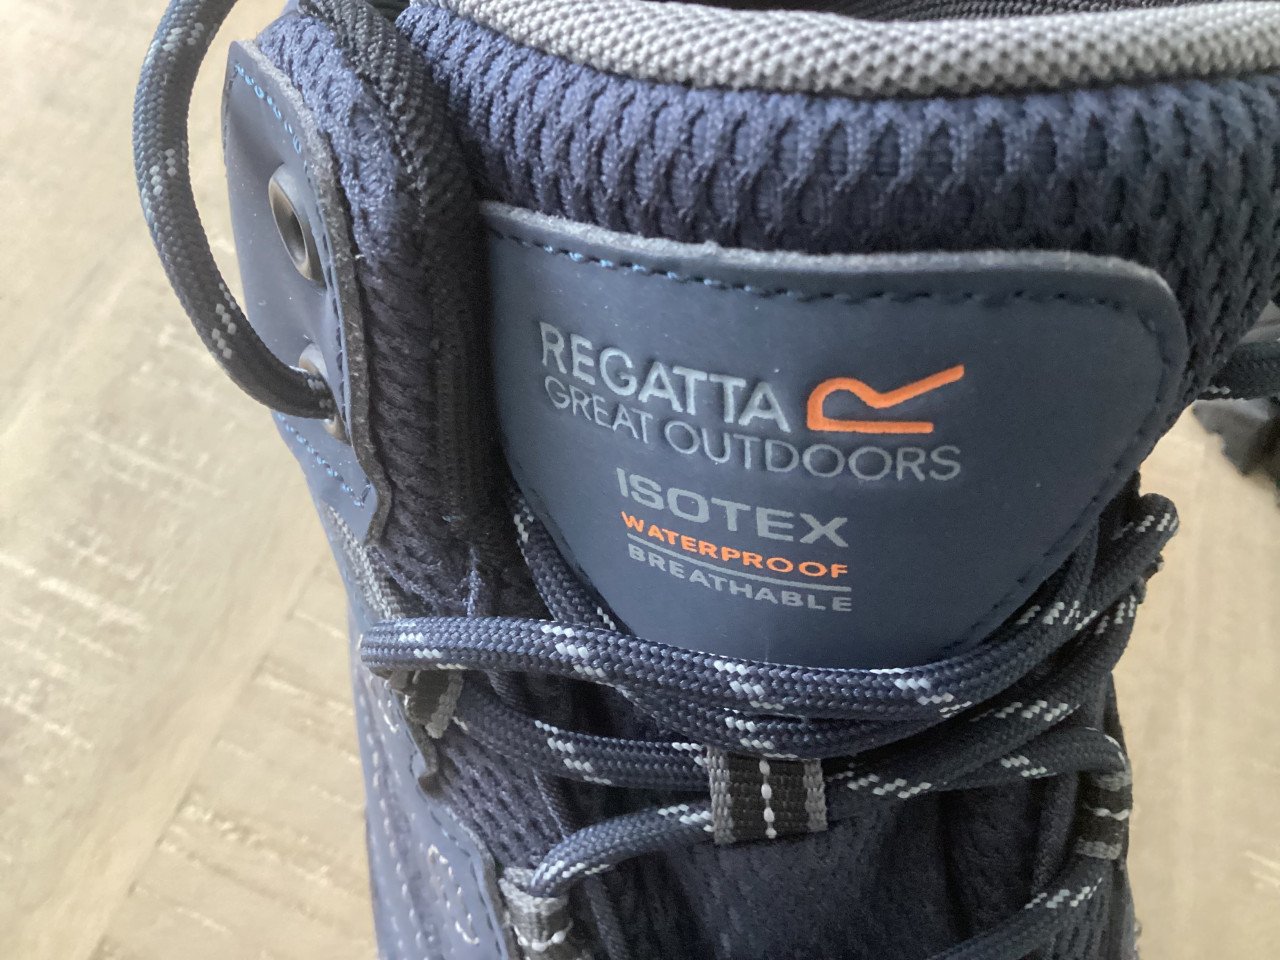 REGATTA
GREAT OUTDOORS
ISOTEX
WATERPROOF
BREATHABLE